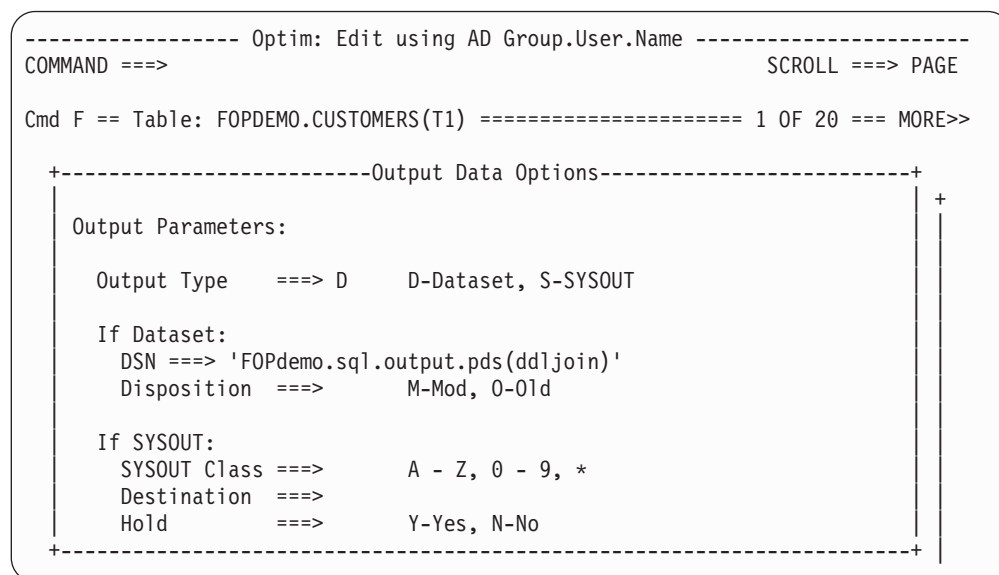 ------------------ Optim: Edit using AD Group.User.Name -----------------------
COMMAND ===> SCROLL ===> PAGE
Cmd F == Table: FOPDEMO.CUSTOMERS(T1) ====================== 1 OF 20 === MORE>>
+--------------------------Output Data Options--------------------------+
| | +
| Output Parameters: | |
| | |
| Output Type ===> D D-Dataset, S-SYSOUT | |
| | |
| If Dataset: | |
| DSN ===> 'FOPdemo.sql.output.pds(ddljoin)' | |
| Disposition ===> M-Mod, O-Old | |
| | |
| If SYSOUT: | |
| SYSOUT Class ===> A - Z, 0 - 9, * | |
| Destination ===> | |
| Hold ===> Y-Yes, N-No | |
+-----------------------------------------------------------------------+ |